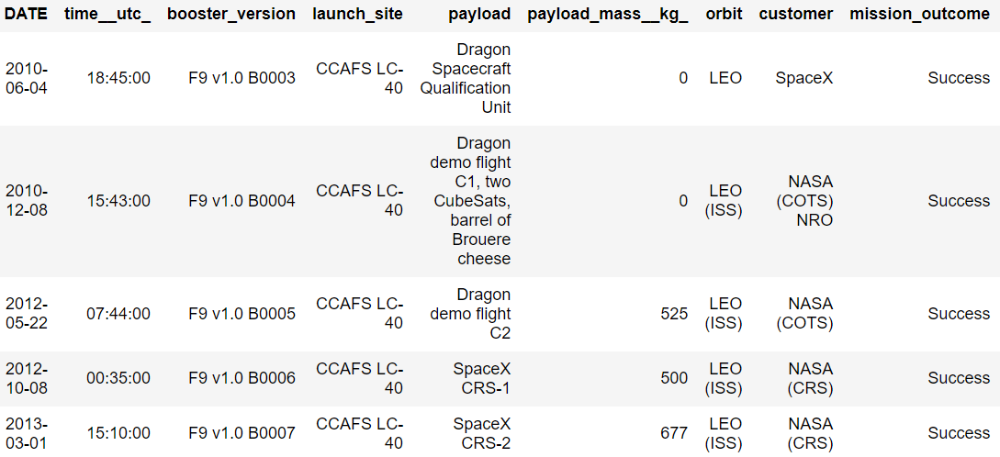 DATE time__utc_ booster_version launch_site payload payload_mass__kg_ orbit customer mission_outcome
2010-06-04 18:45:00 F9 v1.0 B0003 CCAFS LC-40 Dragon Spacecraft Qualification Unit 0 LEO SpaceX Success
2010-12-08 15:43:00 F9 v1.0 B0004 CCAFS LC-40 Dragon demo flight C1, two CubeSats, barrel of Brouere cheese 0 LEO (ISS) NASA (COTS) NRO Success
2012-05-22 07:44:00 F9 v1.0 B0005 CCAFS LC-40 Dragon demo flight C2 525 LEO (ISS) NASA (COTS) Success
2012-10-08 00:35:00 F9 v1.0 B0006 CCAFS LC-40 SpaceX CRS-1 500 LEO (ISS) NASA (CRS) Success
2013-03-01 15:10:00 F9 v1.0 B0007 CCAFS LC-40 SpaceX CRS-2 677 LEO (ISS) NASA (CRS) Success